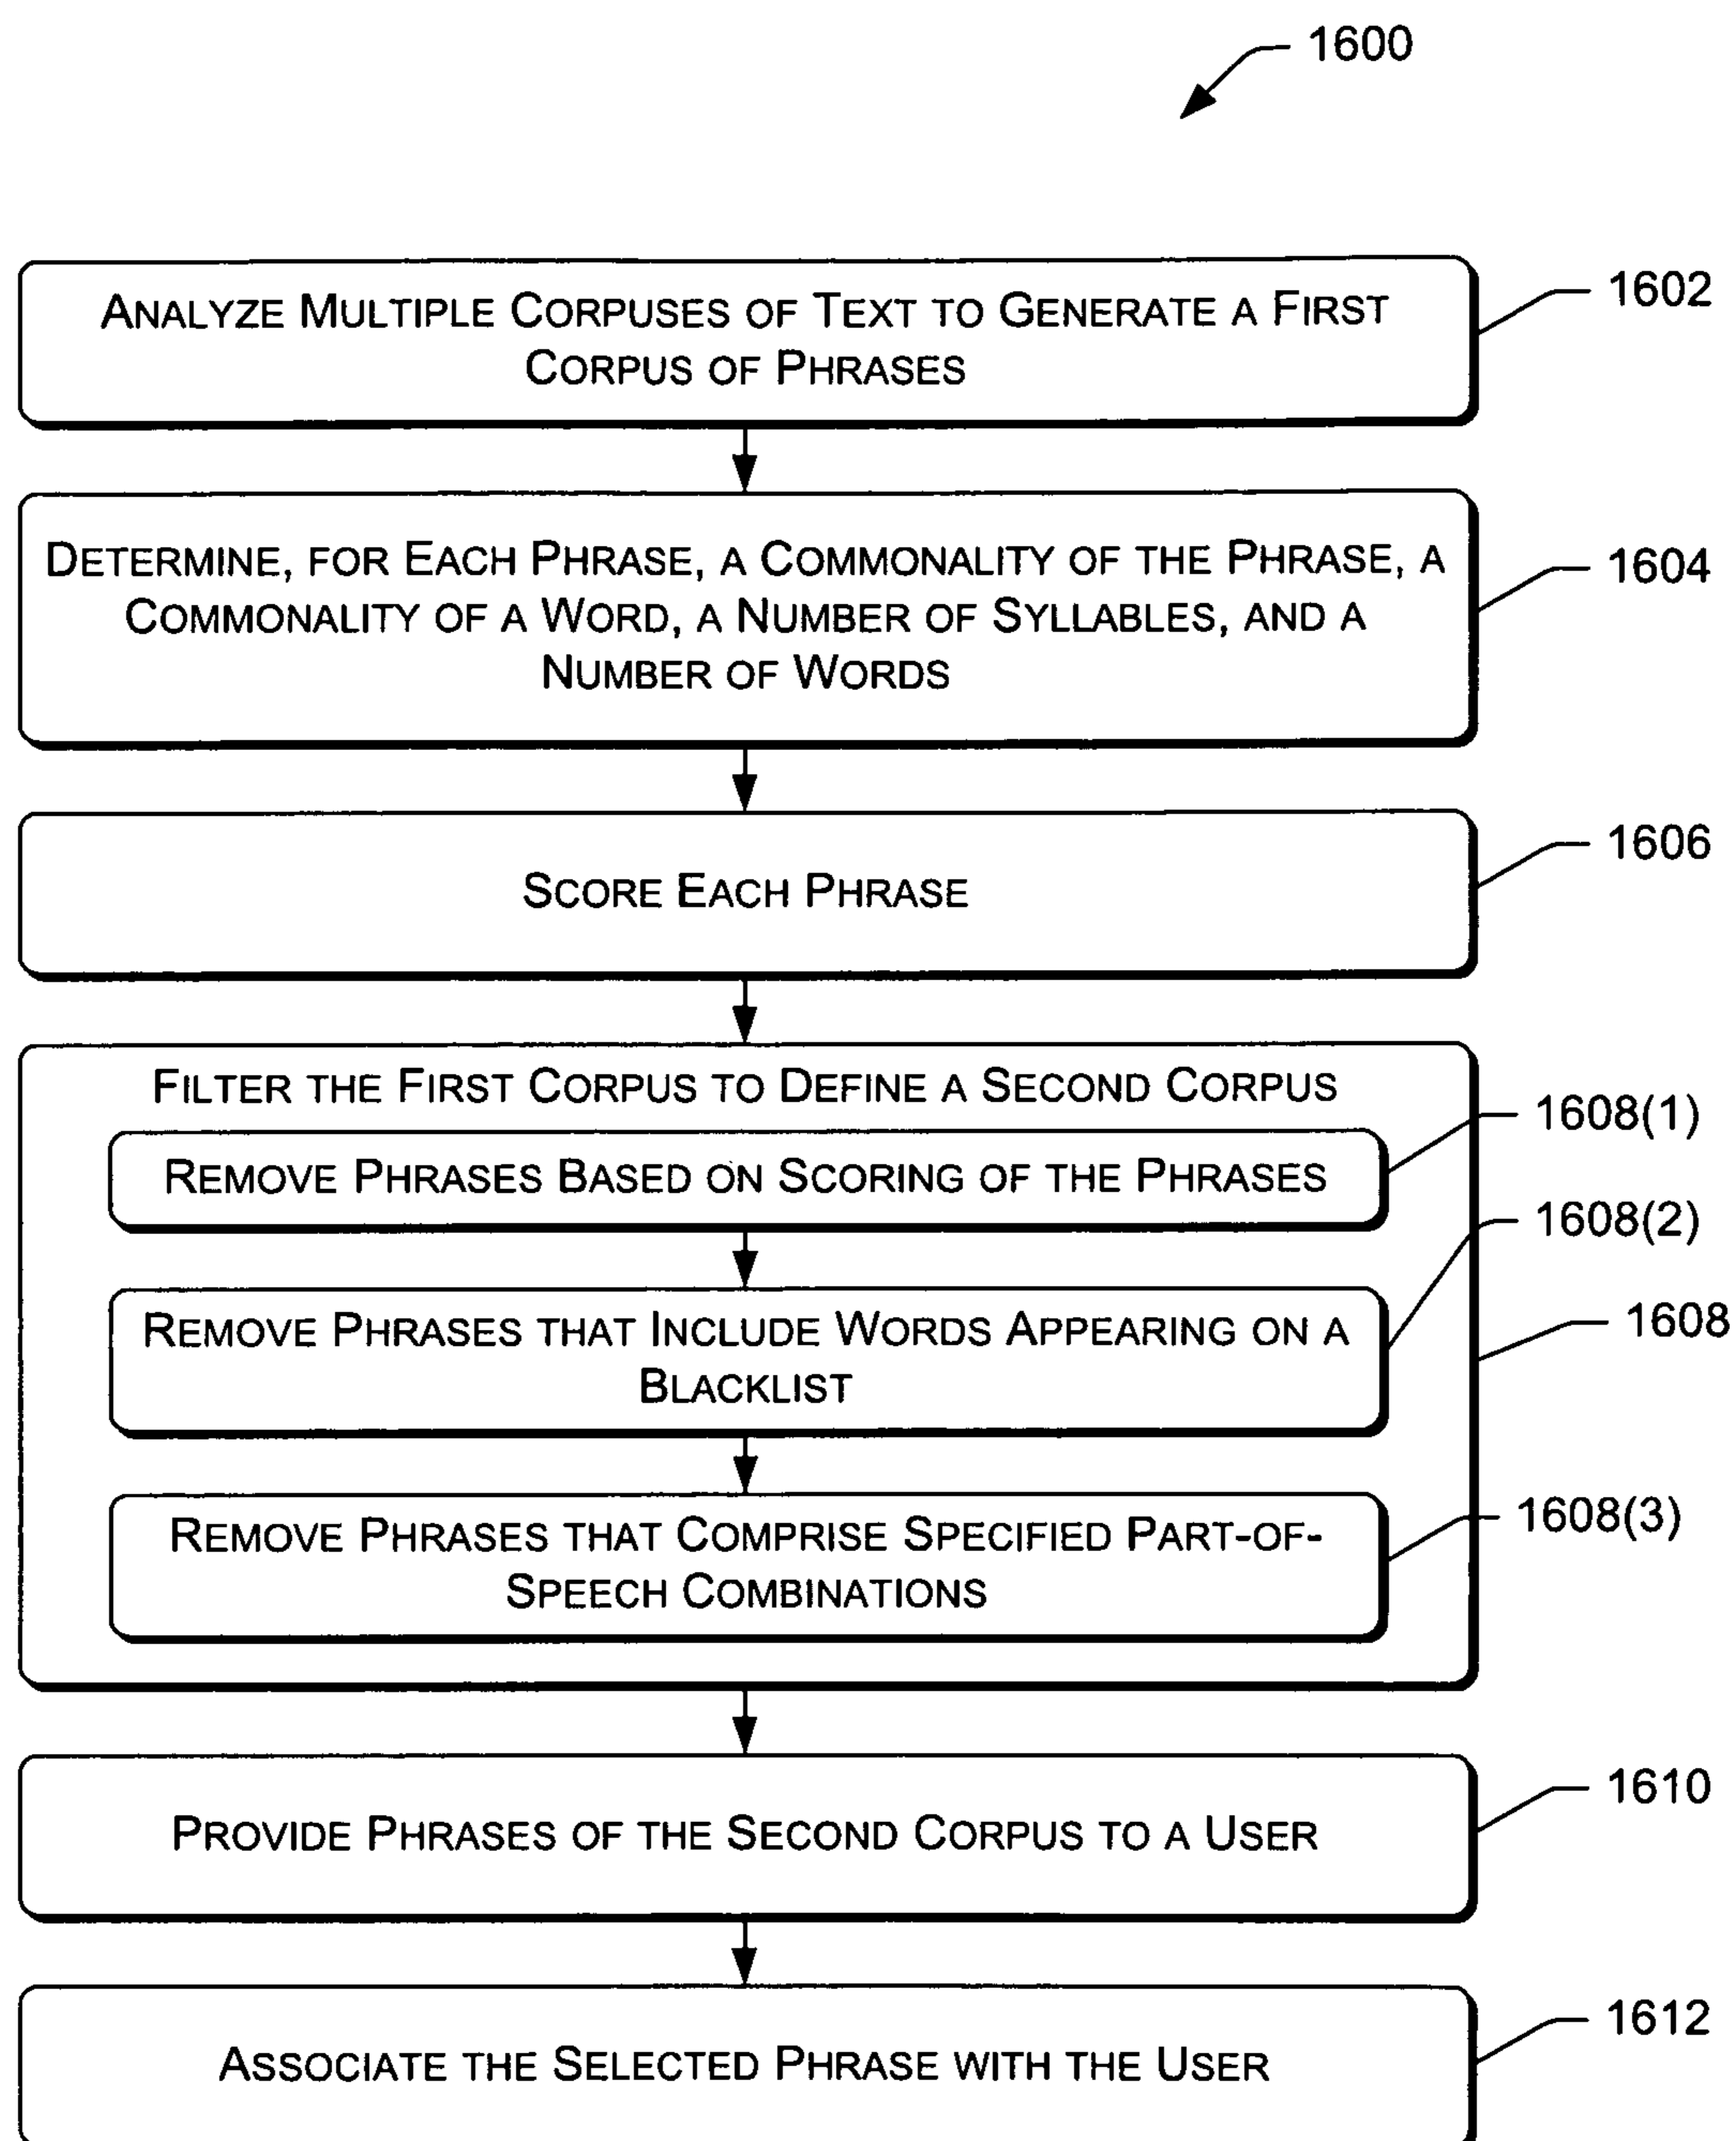 1600
ANALYZE MULTIPLE CORPUSES OF TEXT TO GENERATE A FIRST
CORPUS OF PHRASES
1602
DETERMINE, FOR EACH PHRASE, A COMMONALITY OF THE PHRASE, A
COMMONALITY OF A WORD, A NUMBER OF SYLLABLES, AND A
NUMBER OF WORDS
1604
SCORE EACH PHRASE
1606
FILTER THE FIRST CORPUS TO DEFINE A SECOND CORPUS
REMOVE PHRASES BASED ON SCORING OF THE PHRASES
1608(1)
REMOVE PHRASES THAT INCLUDE WORDS APPEARING ON A
BLACKLIST
1608(2)
1608
REMOVE PHRASES THAT COMPRISE SPECIFIED PART-OF-
SPEECH COMBINATIONS
1608(3)
PROVIDE PHRASES OF THE SECOND CORPUS TO A USER
1610
ASSOCIATE THE SELECTED PHRASE WITH THE USER
1612